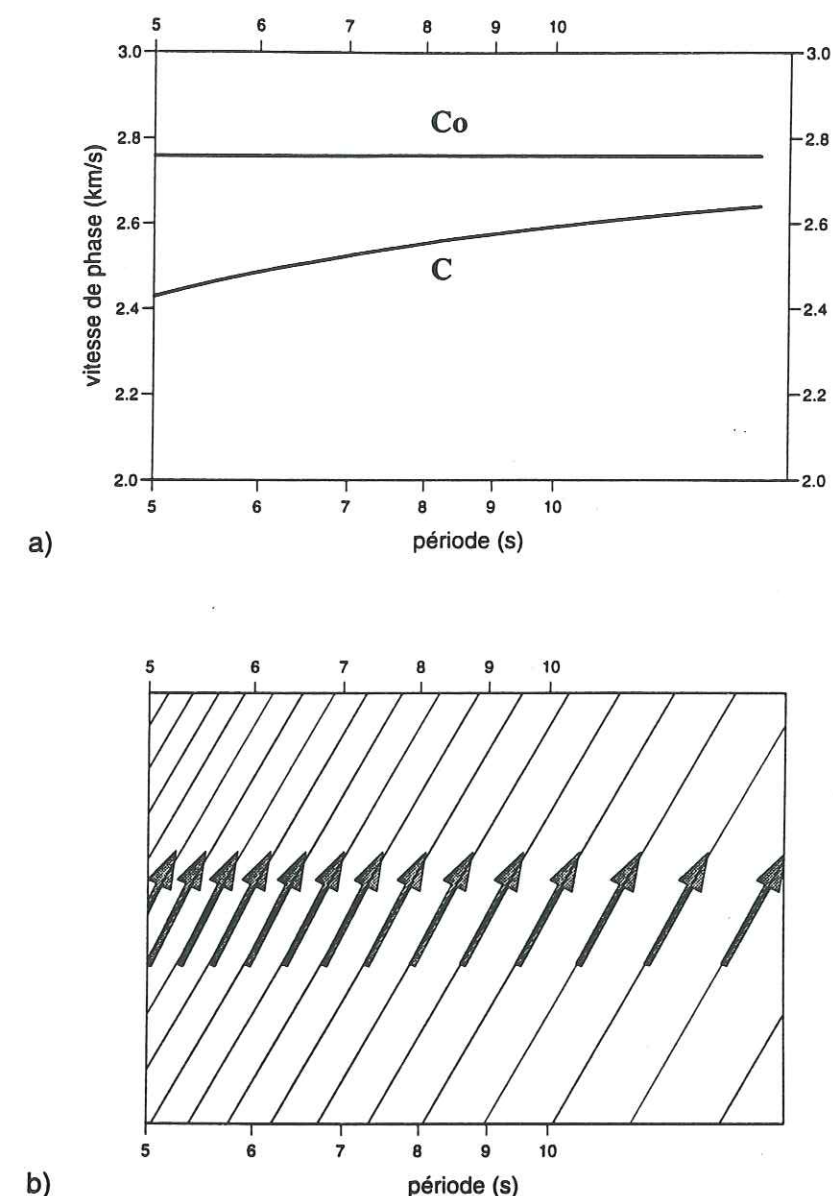 5 6 7 8 9 10
3.0 3.0
Co
2.8 2.8
vitesse de phase (km/s)
2.6 2.6
C
2.4 2.4
2.2 2.2
2.0 2.0
5 6 7 8 9 10
a) période (s)
5 6 7 8 9 10
5 6 7 8 9 10
b) période (s)